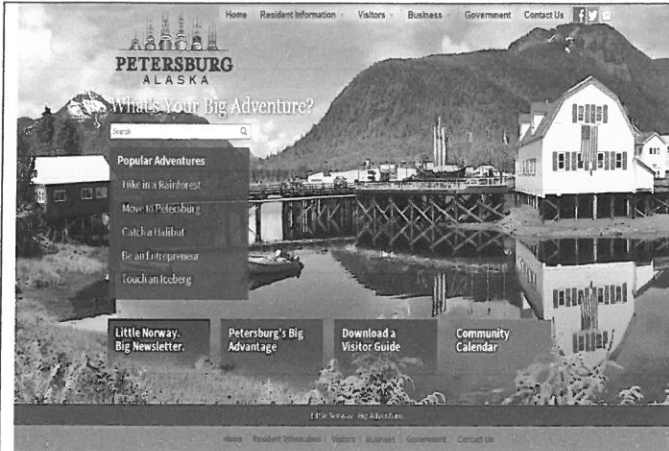 Home Resident Information Visitors Business Government Contact Us
PETERSBURG
ALASKA
What's Your Big Adventure?
Search
Popular Adventures
Hike in a Rainforest
Move to Petersburg
Catch a Halibut
Be an Entrepreneur
Touch an Iceberg
Little Norway.
Big Newsletter.
Petersburg's Big
Advantage
Download a
Visitor Guide
Community
Calendar
Little Norway. Big Adventure.
Home Resident Information Visitors Business Government Contact Us